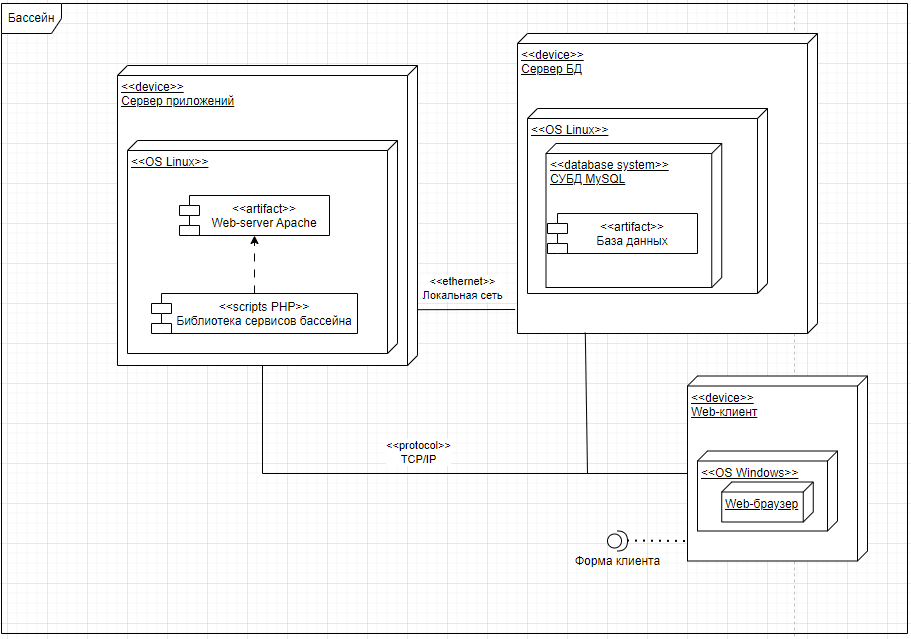 Бассейн
<<device>>
Сервер приложений
<<OS Linux>>
<<artifact>>
Web-server Apache
<<scripts PHP>>
Библиотека сервисов бассейна
<<ethernet>>
Локальная сеть
<<device>>
Сервер БД
<<OS Linux>>
<<database system>>
СУБД MySQL
<<artifact>>
База данных
<<protocol>>
TCP/IP
<<device>>
Web-клиент
<<OS Windows>>
Web-браузер
Форма клиента